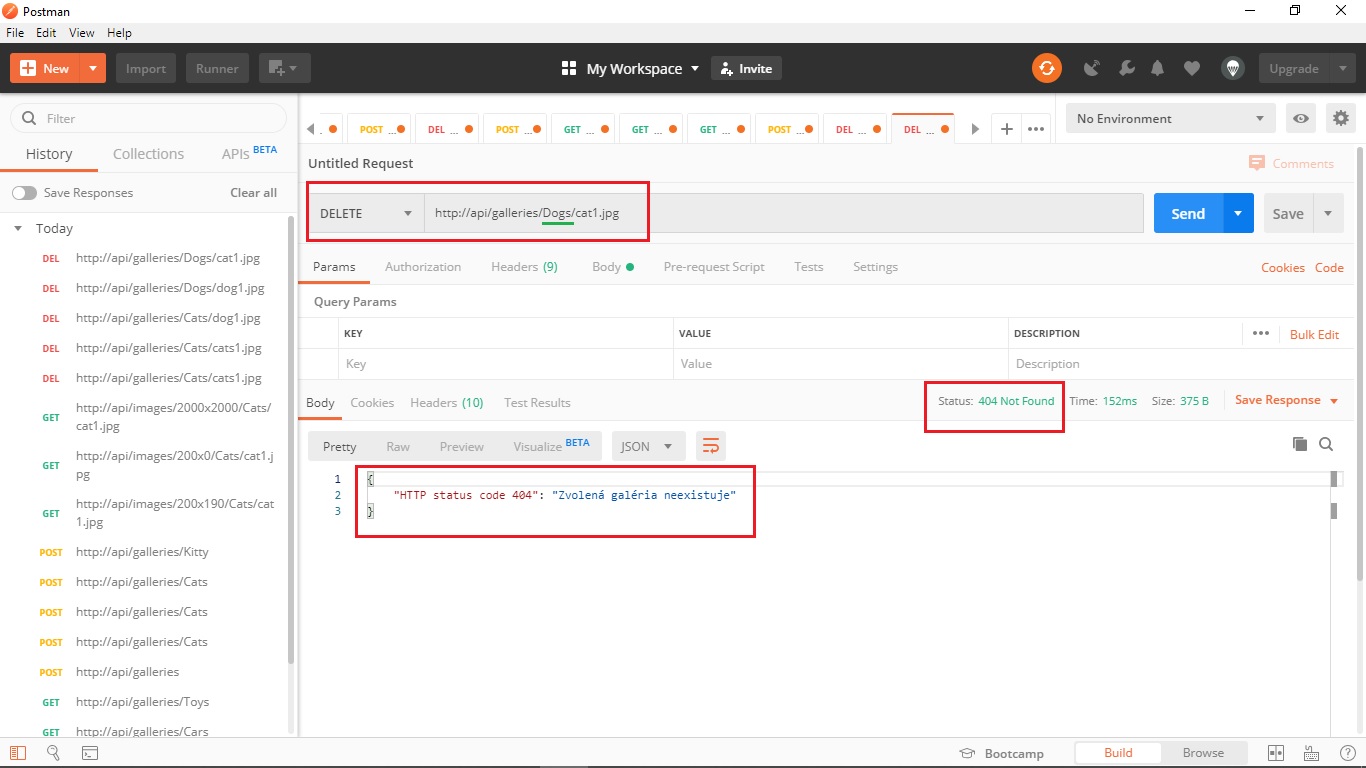 Postman
File Edit View Help
New Import Runner My Workspace Invite Upgrade
Filter
History Collections APIs BETA
Save Responses Clear all
Today
DEL http://api/galleries/Dogs/cat1.jpg
DEL http://api/galleries/Dogs/dog1.jpg
DEL http://api/galleries/Cats/dog1.jpg
DEL http://api/galleries/Cats/cats1.jpg
DEL http://api/galleries/Cats/cats1.jpg
GET http://api/images/2000x2000/Cats/
cat1.jpg
GET http://api/images/200x0/Cats/cat1.j
pg
GET http://api/images/200x190/Cats/cat
1.jpg
POST http://api/galleries/Kitty
POST http://api/galleries/Cats
POST http://api/galleries/Cats
POST http://api/galleries/Cats
POST http://api/galleries
GET http://api/galleries/Toys
GET http://api/galleries/Cars
. POST ... DEL ... POST ... GET ... GET ... GET ... POST ... DEL ... DEL ...
No Environment
Untitled Request Comments
DELETE http://api/galleries/Dogs/cat1.jpg Send Save
Params Authorization Headers (9) Body Pre-request Script Tests Settings Cookies Code
Query Params
KEY VALUE DESCRIPTION Bulk Edit
Key Value Description
Body Cookies Headers (10) Test Results Status: 404 Not Found Time: 152ms Size: 375 B Save Response
Pretty Raw Preview Visualize BETA JSON
1 {
2 "HTTP status code 404": "Zvolená galéria neexistuje"
3 }
Bootcamp Build Browse